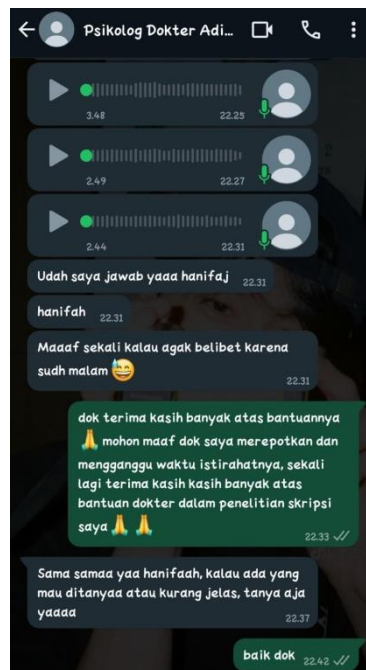 Psikolog Dokter Adi...
3.48 22.25
2.49 22.27
2.44 22.31
Udah saya jawab yaaa hanifaj 22.31
hanifah 22.31
Maaaf sekali kalau agak belibet karena
sudh malam 😅
22.31
dok terima kasih banyak atas bantuannya
🙏 mohon maaf dok saya merepotkan dan
mengganggu waktu istirahatnya, sekali
lagi terima kasih kasih banyak atas
bantuan dokter dalam penelitian skripsi
saya 🙏 🙏
22.33
Sama samaa yaa hanifaah, kalau ada yang
mau ditanyaa atau kurang jelas, tanya aja
yaaaa
22.37
baik dok 22.42